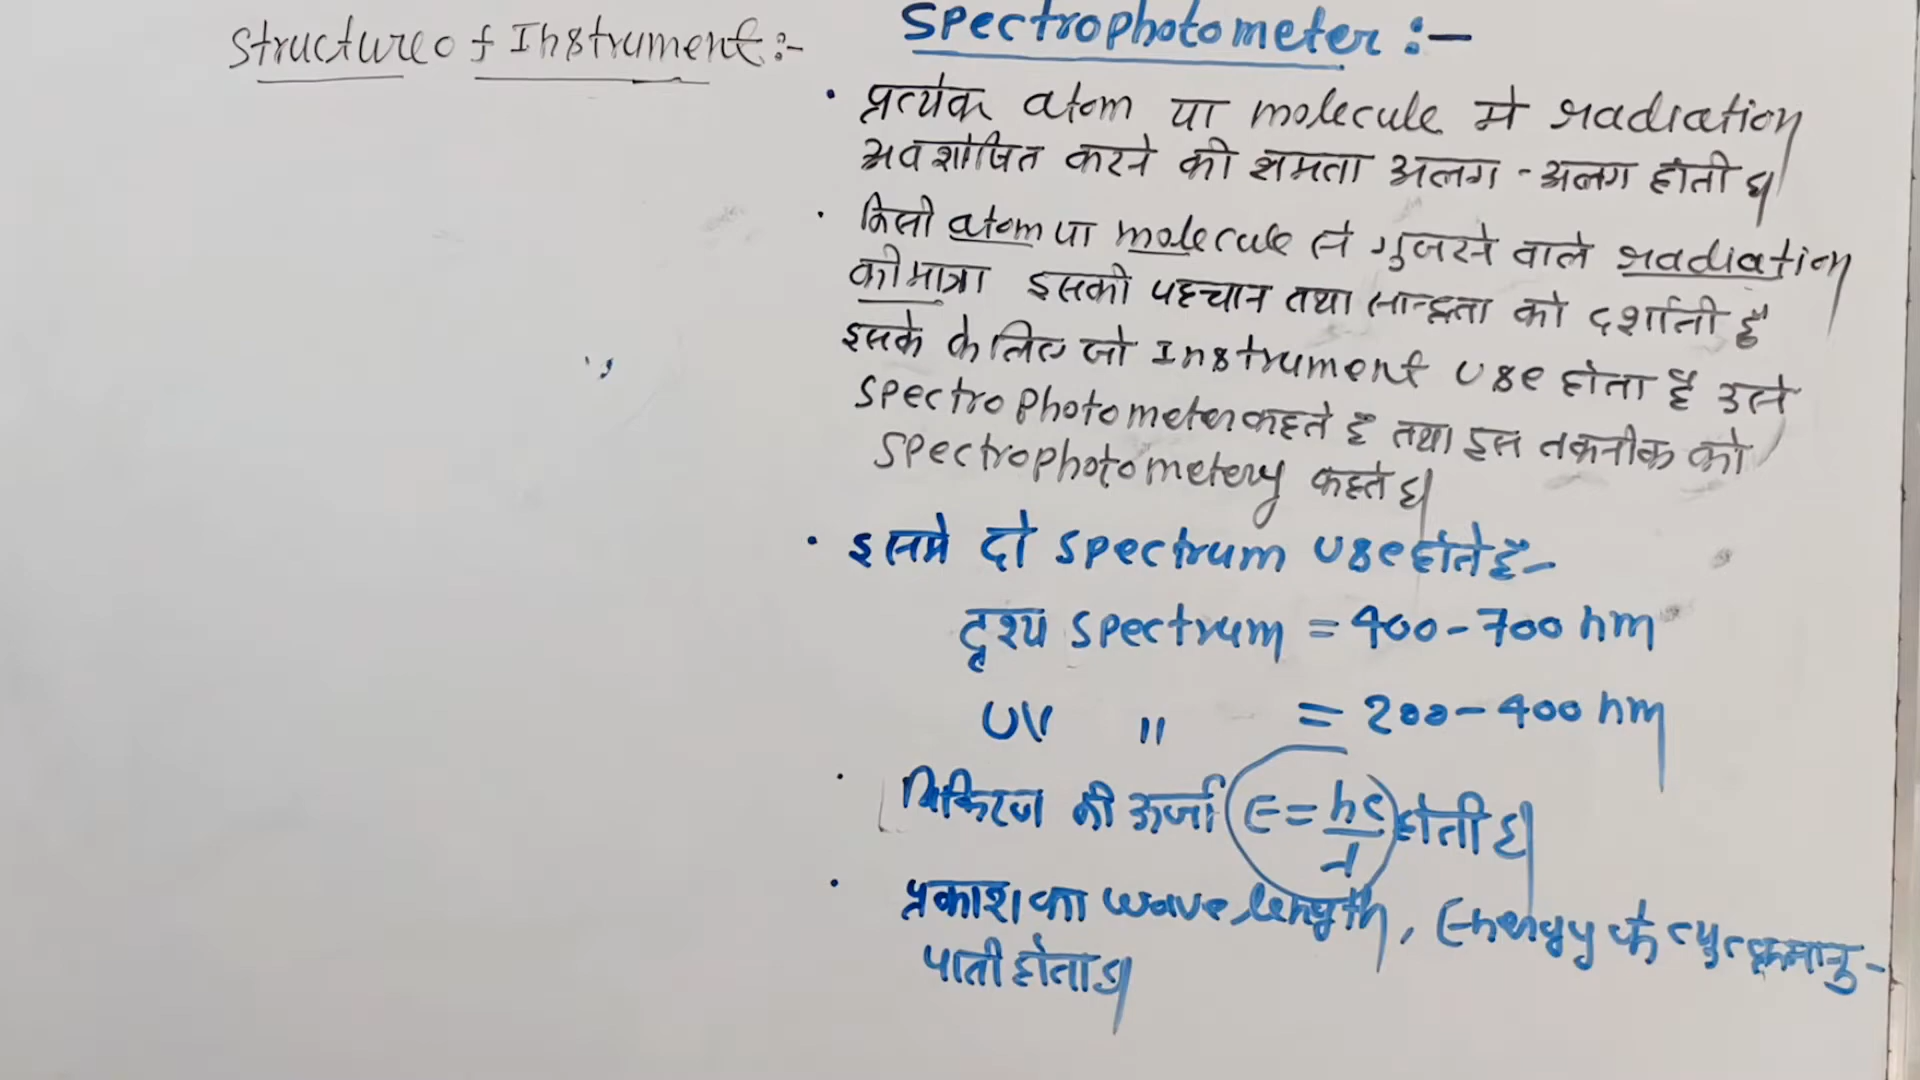 Structure of Instrument:-
Spectrophotometer:-
• प्रत्येक atom या molecule मे radiation
अवशोषित करने की क्षमता अलग-अलग होती है।
• किसी atom या molecule से गुजरने वाले radiation
की मात्रा इसकी पहचान तथा सान्द्रता को दर्शाती है
इसके के लिए जो Instrument use होता है उसे
Spectrophotometer कहते है तथा इस तकनीक को
Spectrophotometery कहते है।
• इसमे दो spectrum use होते है-
दृश्य spectrum = 400-700 nm
UV " = 200-400 nm
• विकिरण की ऊर्जा E = hc/λ होती है।
• प्रकाश का wave length, Energy के व्युत्क्रमानु-
पाती होता है।